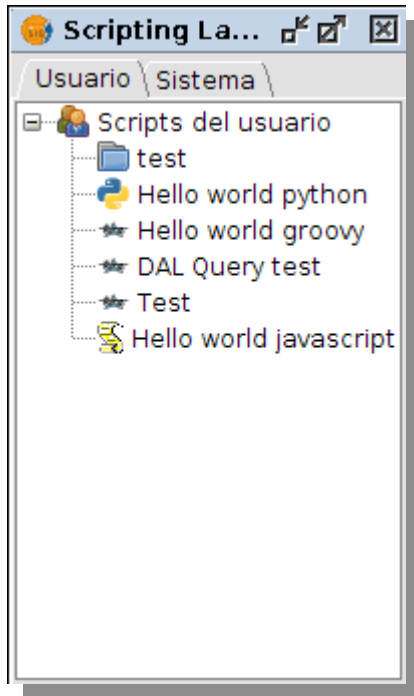 Scripting La...
Usuario Sistema
Scripts del usuario
test
Hello world python
Hello world groovy
DAL Query test
Test
Hello world javascript